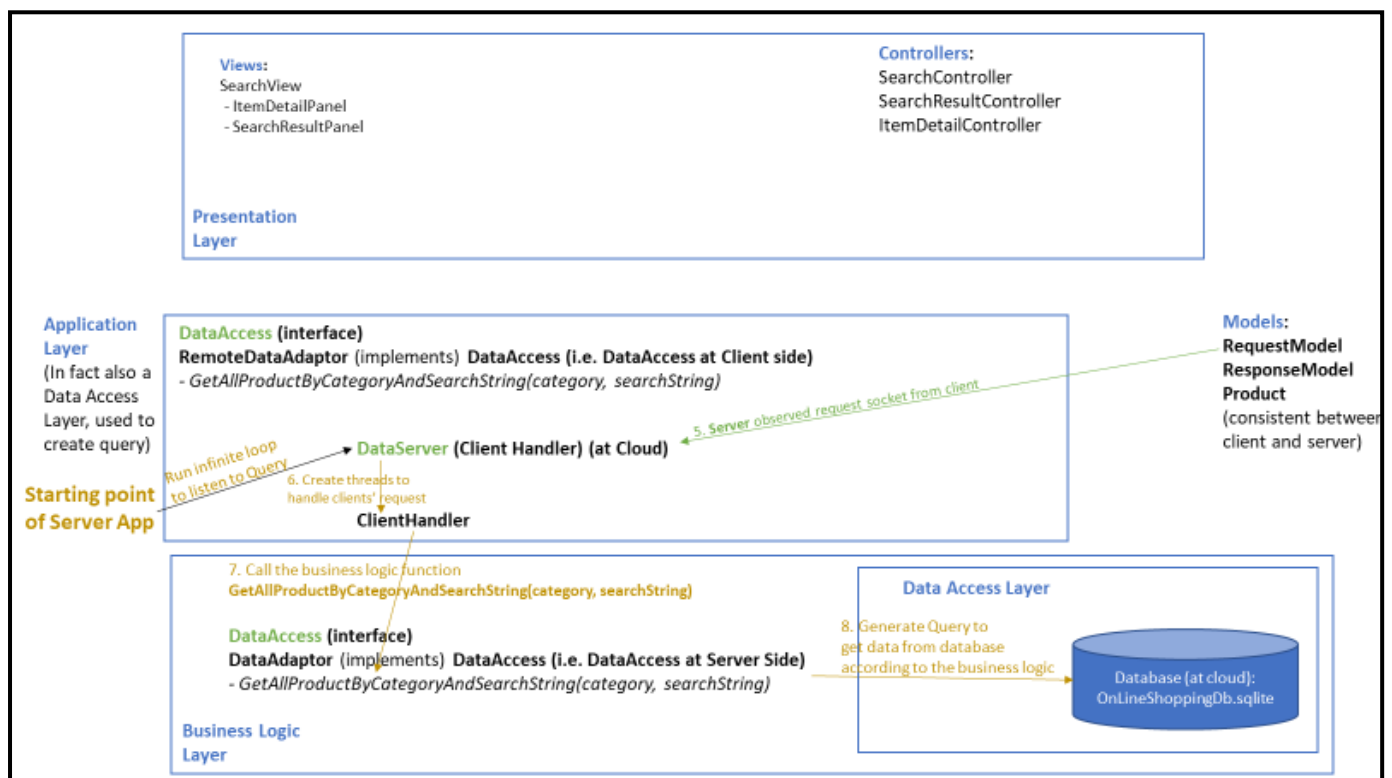 Views:
SearchView
- ItemDetailPanel
- SearchResultPanel
Controllers:
SearchController
SearchResultController
ItemDetailController
Presentation
Layer
Application
Layer
(In fact also a
Data Access
Layer, used to
create query)
DataAccess (interface)
RemoteDataAdaptor (implements) DataAccess (i.e. DataAccess at Client side)
- GetAllProductByCategoryAndSearchString(category, searchString)
Models:
RequestModel
ResponseModel
Product
(consistent between
client and server)
5. Server observed request socket from client
DataServer (Client Handler) (at Cloud)
Run infinite loop
to listen to Query
Starting point
of Server App
6. Create threads to
handle clients' request
ClientHandler
7. Call the business logic function
GetAllProductByCategoryAndSearchString(category, searchString)
DataAccess (interface)
DataAdaptor (implements) DataAccess (i.e. DataAccess at Server Side)
- GetAllProductByCategoryAndSearchString(category, searchString)
Business Logic
Layer
Data Access Layer
8. Generate Query to
get data from database
according to the business logic
Database (at cloud):
OnLineShoppingDb.sqlite